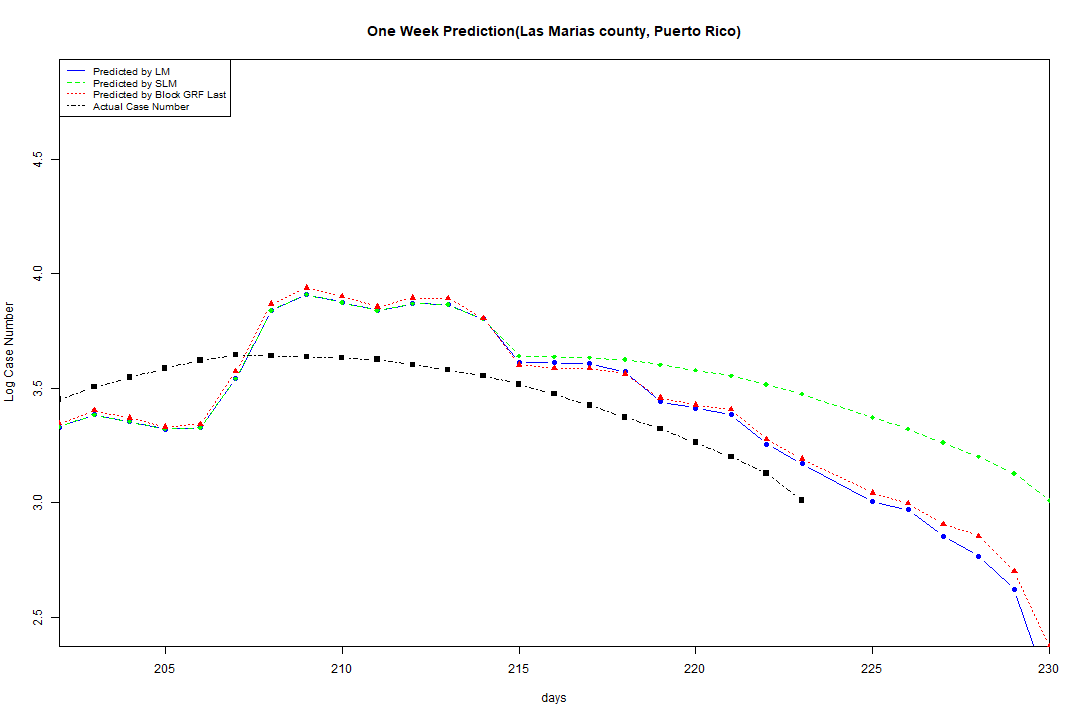 One Week Prediction(Las Marias county, Puerto Rico)
Predicted by LM
Predicted by SLM
Predicted by Block GRF Last
Actual Case Number
4.5
4.0
3.5
3.0
2.5
Log Case Number
205 210 215 220 225 230
days